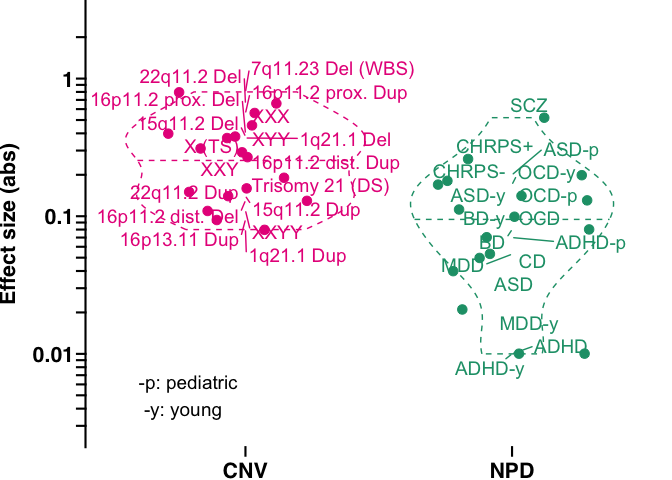 Effect size (abs)
1
0.1
0.01
22q11.2 Del
7q11.23 Del (WBS)
16p11.2 prox. Del
16p11.2 prox. Dup
XXX
15q11.2 Del
XYY
1q21.1 Del
X(TS)
16p11.2 dist. Dup
XXY
22q11.2 Dup
Trisomy 21 (DS)
16p11.2 dist. Del
15q11.2 Dup
16p13.11 Dup
XXYY
1q21.1 Dup
SCZ
CHRPS+
ASD-p
CHRPS-
OCD-y
ASD-y
OCD-p
BD-y
OCD
BD
ADHD-p
MDD
CD
ASD
MDD-y
ADHD
ADHD-y
-p: pediatric
-y: young
CNV
NPD